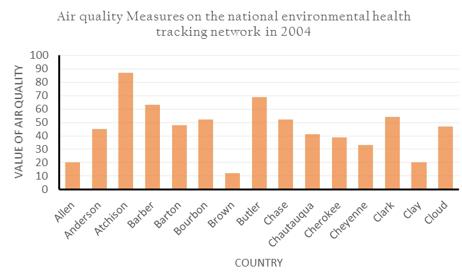 Air quality Measures on the national environmental health
tracking network in 2004
VALUE OF AIR QUALITY
100
90
80
70
60
50
40
30
20
10
0
Allen
Anderson
Atchison
Barber
Barton
Bourbon
Brown
Butler
Chase
Chautauqua
Cherokee
Cheyenne
Clark
Clay
Cloud
COUNTRY